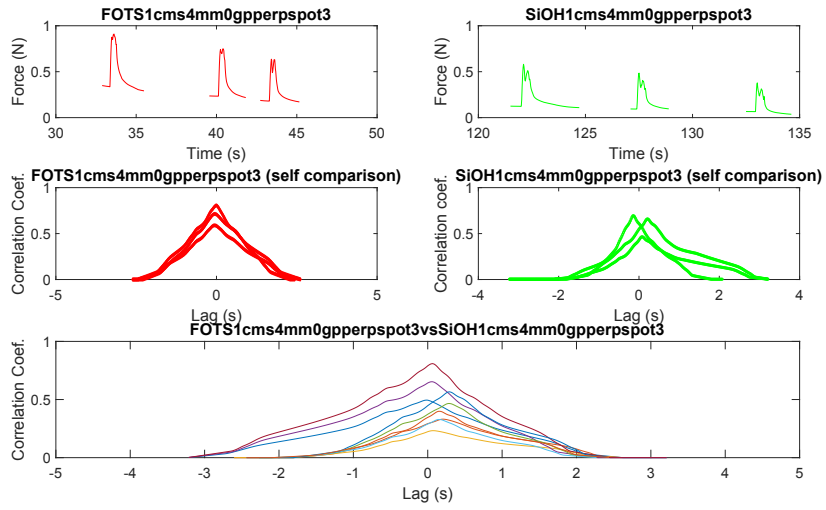 FOTS1cms4mm0gpperpspot3
Force (N)
1
0.5
0
30 35 40 45 50
Time (s)
SiOH1cms4mm0gpperpspot3
Force (N)
1
0.5
0
120 125 130 135
Time (s)
FOTS1cms4mm0gpperpspot3 (self comparison)
Correlation Coef.
1
0.5
0
-5 0 5
Lag (s)
SiOH1cms4mm0gpperpspot3 (self comparison)
Correlation coef.
1
0.5
0
-4 -2 0 2 4
Lag (s)
FOTS1cms4mm0gpperpspot3vsSiOH1cms4mm0gpperpspot3
Correlation Coef.
1
0.5
0
-5 -4 -3 -2 -1 0 1 2 3 4 5
Lag (s)